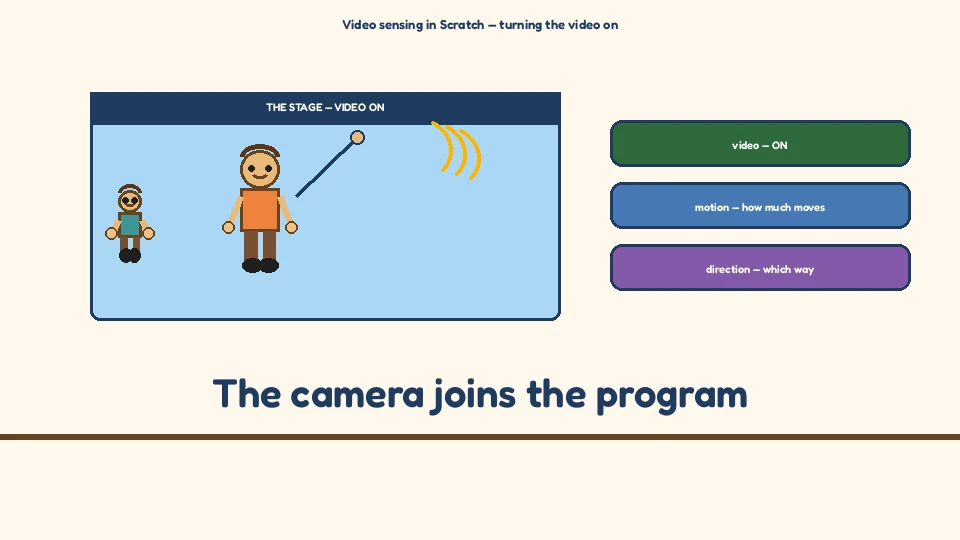 Video sensing in Scratch — turning the video on
THE STAGE — VIDEO ON
video — ON
motion — how much moves
direction — which way
The camera joins the program